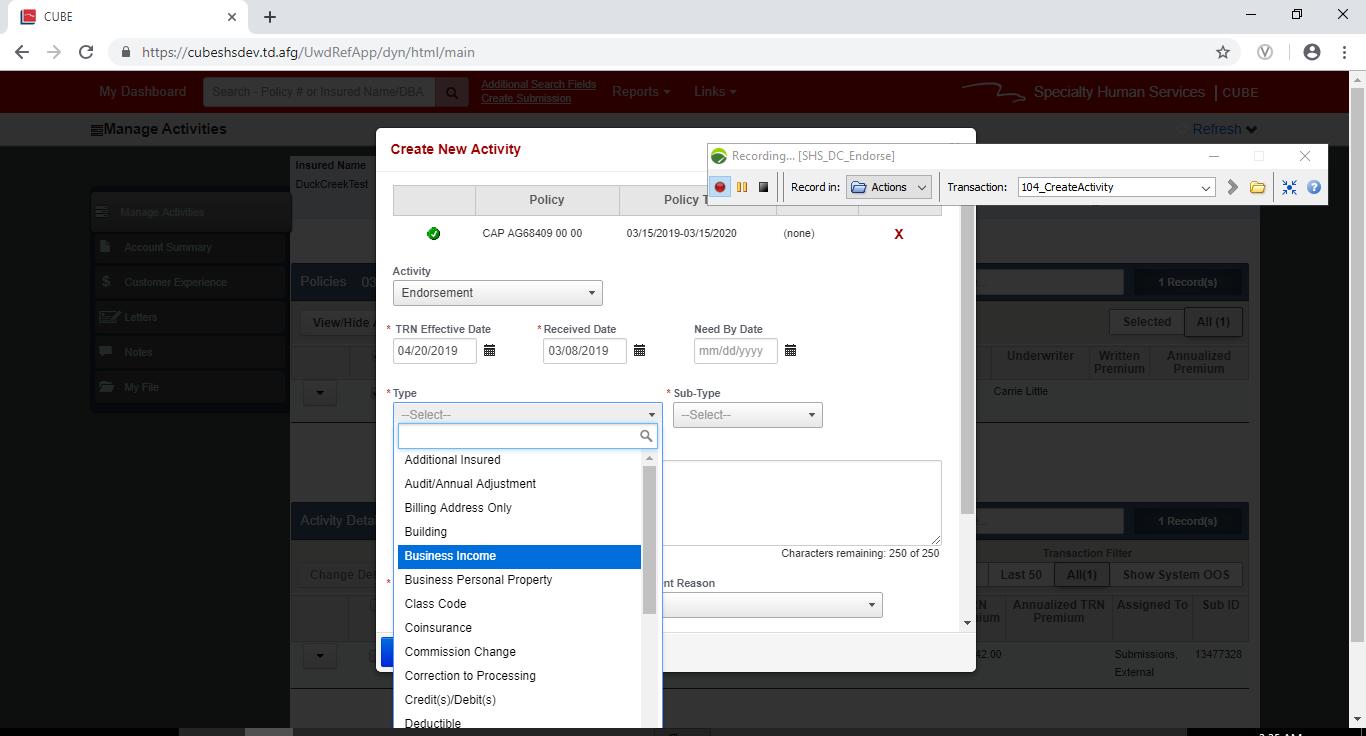 CUBE
https://cubeshsdev.td.afg/UwdRefApp/dyn/html/main
My Dashboard
Search - Policy # or Insured Name/DBA
Additional Search Fields
Create Submission
Reports
Links
Specialty Human Services | CUBE
Manage Activities
Refresh
Create New Activity
Recording... [SHS_DC_Endorse]
Record in:
Actions
Transaction:
104_CreateActivity
Insured Name
DuckCreekTest
Policy
Policy T
CAP AG68409 00 00
03/15/2019-03/15/2020
(none)
X
Manage Activities
Account Summary
$ Customer Experience
Letters
Notes
My File
Policies
03
1 Record(s)
View/Hide
Selected
All (1)
Underwriter
Written Premium
Annualized Premium
Carrie Little
Activity
Endorsement
* TRN Effective Date
04/20/2019
* Received Date
03/08/2019
Need By Date
mm/dd/yyyy
* Type
--Select--
* Sub-Type
--Select--
Additional Insured
Audit/Annual Adjustment
Billing Address Only
Building
Business Income
Business Personal Property
Class Code
Coinsurance
Commission Change
Correction to Processing
Credit(s)/Debit(s)
Deductible
Characters remaining: 250 of 250
*
nt Reason
Activity Deta
1 Record(s)
Transaction Filter
Change Det
Last 50
All(1)
Show System OOS
Annualized TRN Premium
Assigned To
Sub ID
42.00
Submissions, External
13477328